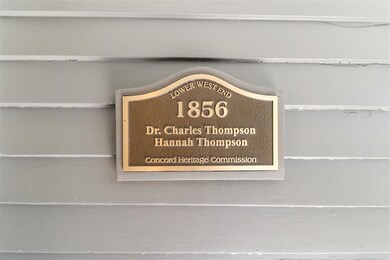 LOWER WEST END
1856
Dr. Charles Thompson
Hannah Thompson
Concord Heritage Commission